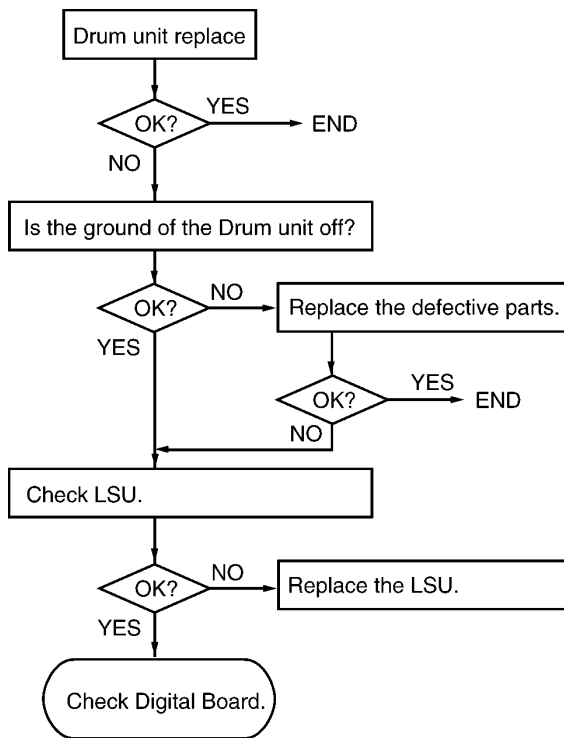 Drum unit replace
YES
OK?
END
NO
Is the ground of the Drum unit off?
NO
OK?
Replace the defective parts.
YES
YES
OK?
END
NO
Check LSU.
NO
OK?
Replace the LSU.
YES
Check Digital Board.